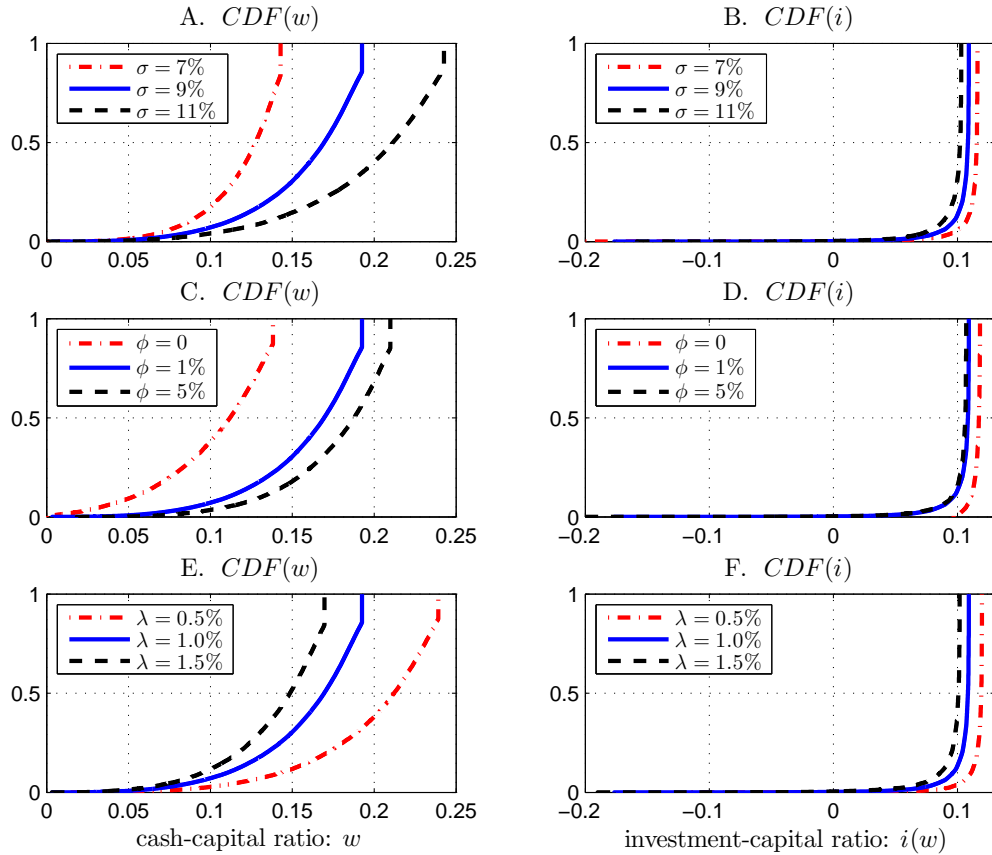 A. CDF(w)
1
0.5
0
σ = 7%
σ = 9%
σ = 11%
0 0.05 0.1 0.15 0.2 0.25
B. CDF(i)
1
0.5
0
σ = 7%
σ = 9%
σ = 11%
−0.2 −0.1 0 0.1
C. CDF(w)
1
0.5
0
φ = 0
φ = 1%
φ = 5%
0 0.05 0.1 0.15 0.2 0.25
D. CDF(i)
1
0.5
0
φ = 0
φ = 1%
φ = 5%
−0.2 −0.1 0 0.1
E. CDF(w)
1
0.5
0
λ = 0.5%
λ = 1.0%
λ = 1.5%
0 0.05 0.1 0.15 0.2 0.25
cash-capital ratio: w
F. CDF(i)
1
0.5
0
λ = 0.5%
λ = 1.0%
λ = 1.5%
−0.2 −0.1 0 0.1
investment-capital ratio: i(w)